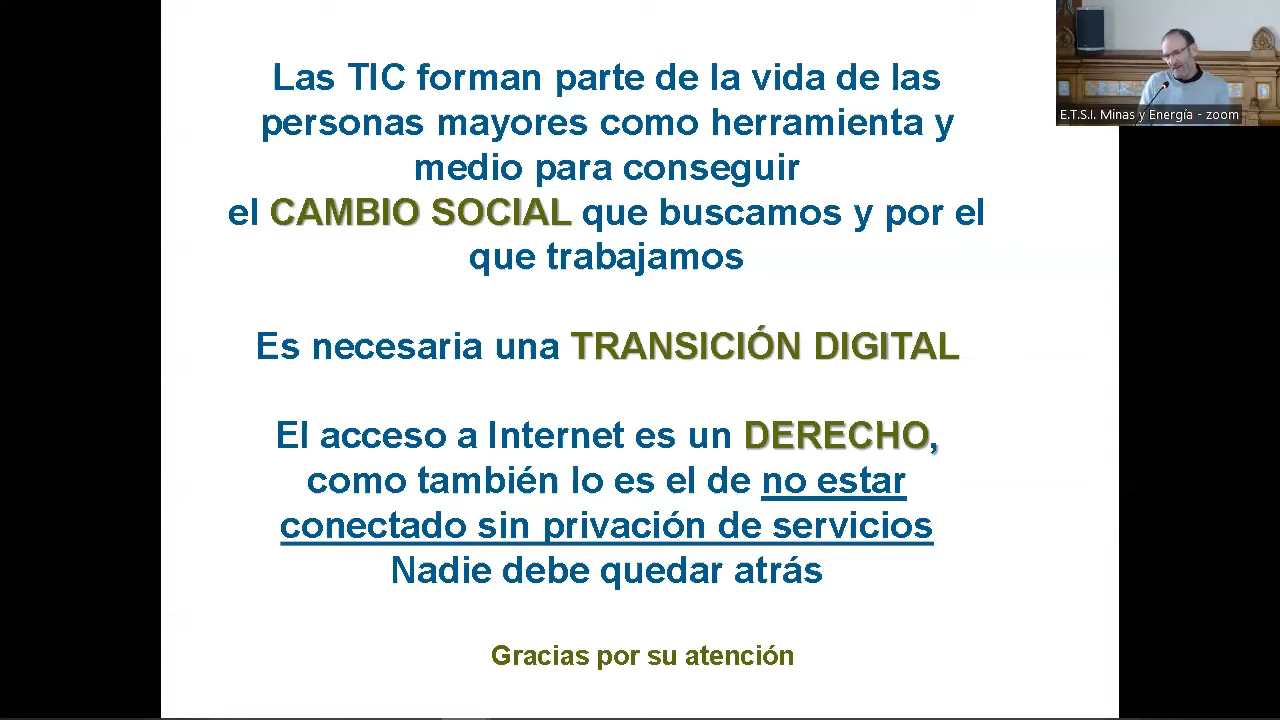 Las TIC forman parte de la vida de las
personas mayores como herramienta y
medio para conseguir
el CAMBIO SOCIAL que buscamos y por el
que trabajamos
Es necesaria una TRANSICIÓN DIGITAL
El acceso a Internet es un DERECHO,
como también lo es el de no estar
conectado sin privación de servicios
Nadie debe quedar atrás
Gracias por su atención
E.T.S.I. Minas y Energía - zoom